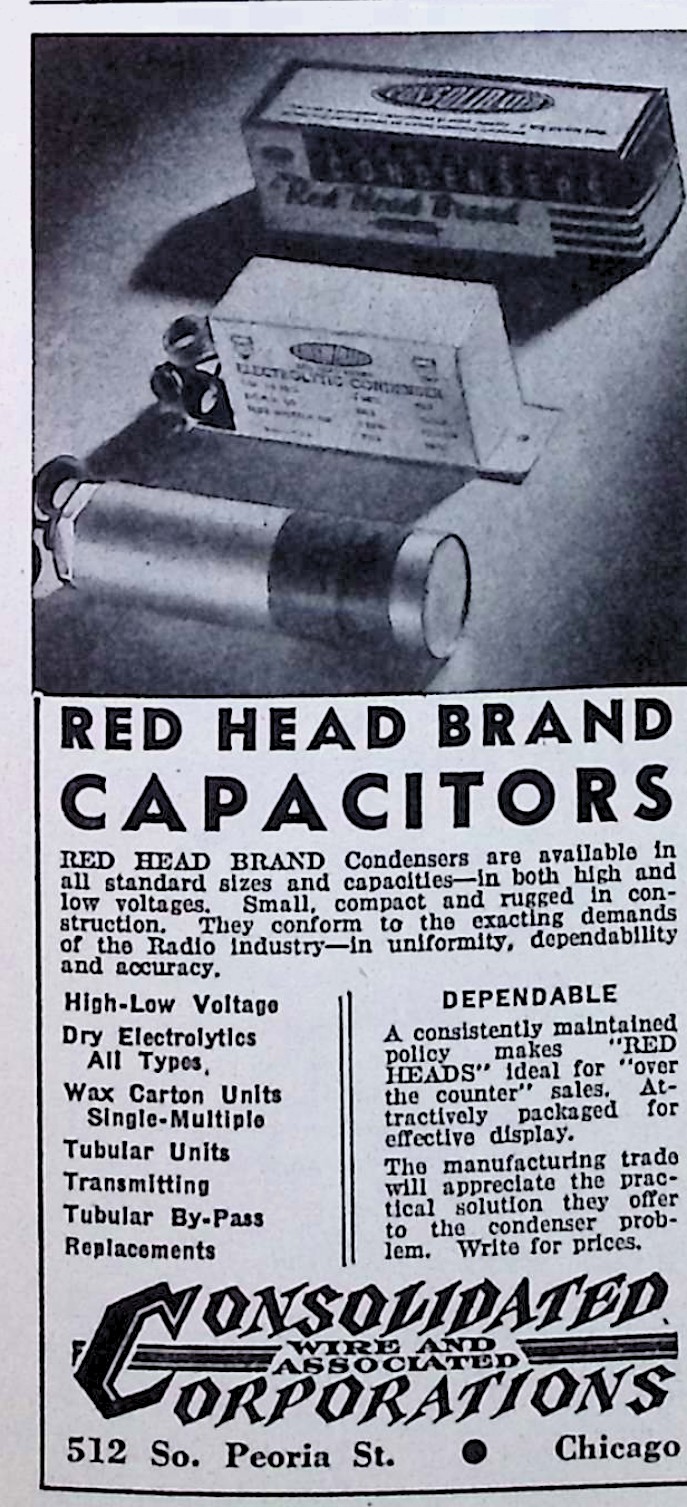 CONSOLIDATED
CONDENSERS
Red Head Brand
ELECTROLYTIC CONDENSER
RED HEAD BRAND
CAPACITORS
RED HEAD BRAND Condensers are available in
all standard sizes and capacities—in both high and
low voltages. Small, compact and rugged in con-
struction. They conform to the exacting demands
of the Radio industry—in uniformity, dependability
and accuracy.
High-Low Voltage
Dry Electrolytics
All Types,
Wax Carton Units
Single-Multiple
Tubular Units
Transmitting
Tubular By-Pass
Replacements
DEPENDABLE
A consistently maintained
policy makes "RED
HEADS" ideal for "over
the counter" sales. At-
tractively packaged for
effective display.
The manufacturing trade
will appreciate the prac-
tical solution they offer
to the condenser prob-
lem. Write for prices.
CONSOLIDATED
WIRE AND
ASSOCIATED
CORPORATIONS
512 So. Peoria St. ● Chicago